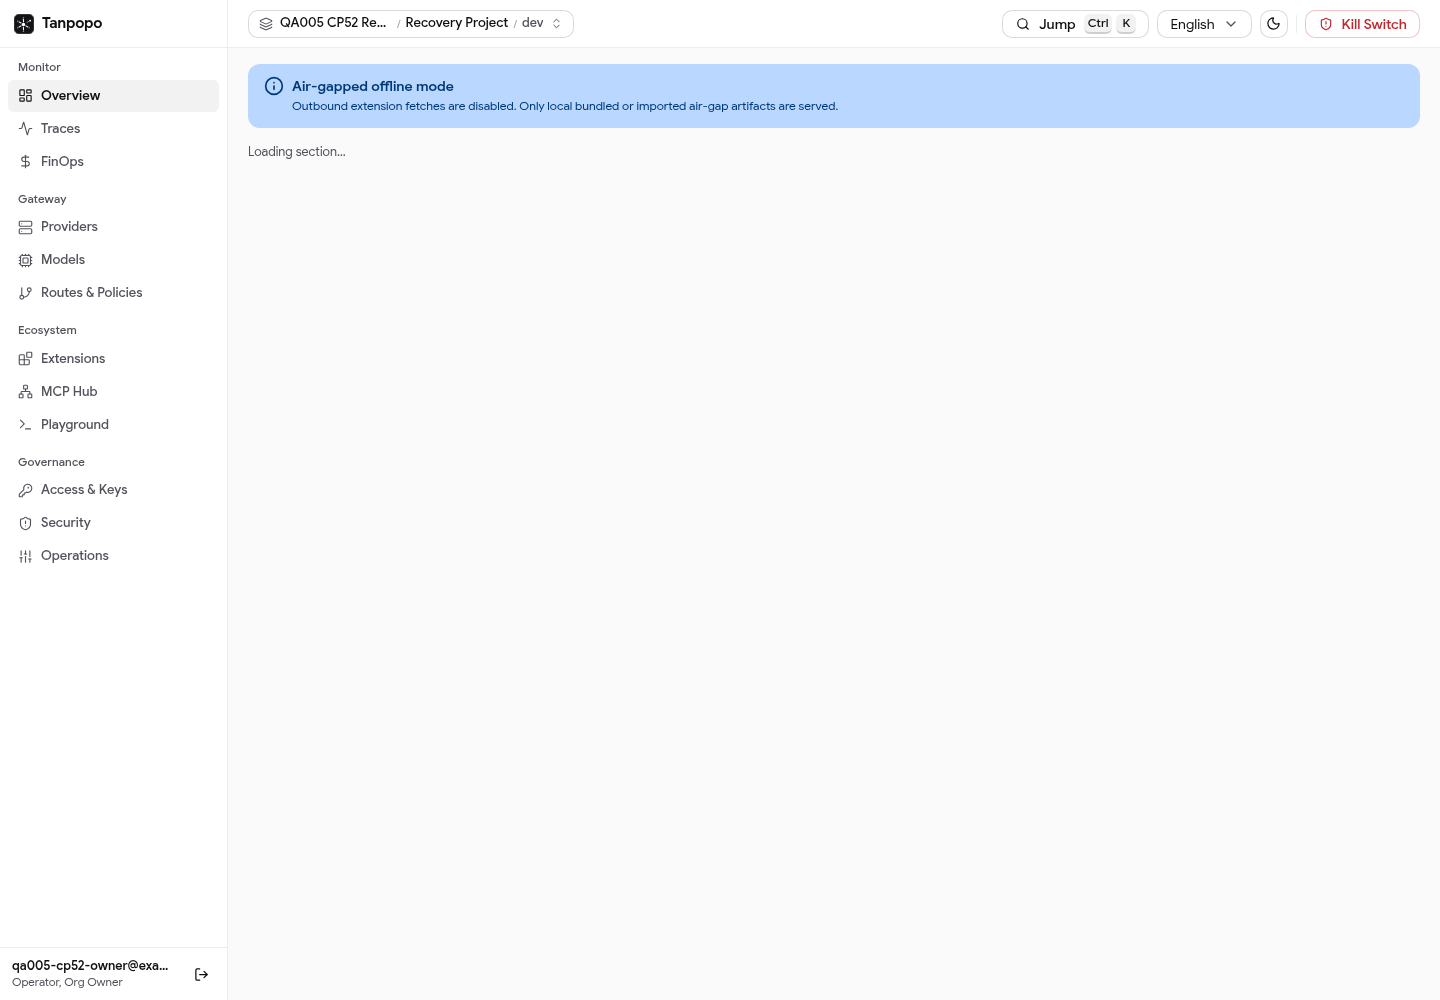 Tanpopo
QA005 CP52 Re... / Recovery Project / dev
Jump Ctrl K
English
Kill Switch
Monitor
Overview
Traces
FinOps
Gateway
Providers
Models
Routes & Policies
Ecosystem
Extensions
MCP Hub
Playground
Governance
Access & Keys
Security
Operations
Air-gapped offline mode
Outbound extension fetches are disabled. Only local bundled or imported air-gap artifacts are served.
Loading section...
qa005-cp52-owner@exa...
Operator, Org Owner